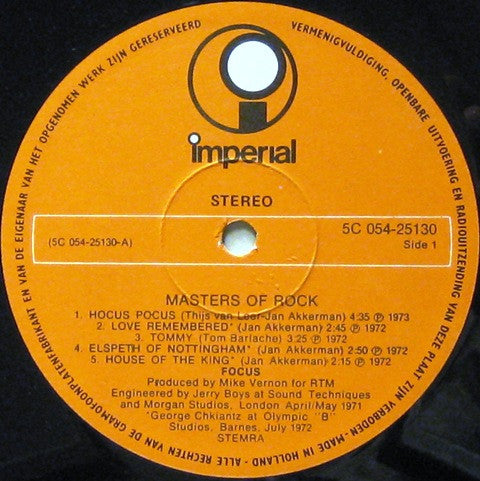 VERMENIGVULDIGING, OPENBARE UITVOERING EN RADIOUITZENDING VAN DEZE PLAAT ZIJN VERBODEN-MADE IN HOLLAND - ALLE RECHTEN VAN DE GRAMOFOONPLATENFABRIKANT EN VAN DE EIGENAAR VAN HET OPGENOMEN WERK ZIJN GERESERVEERD
imperial
STEREO
(5C 054-25130-A)
5C 054-25130
Side 1
MASTERS OF ROCK
1. HOCUS POCUS (Thijs van Leer-Jan Akkerman) 4:35 ℗ 1973
2. LOVE REMEMBERED* (Jan Akkerman) 2:45 ℗ 1972
3. TOMMY (Tom Barlache) 3:25 ℗ 1972
4. ELSPETH OF NOTTINGHAM* (Jan Akkerman) 2:50 ℗ 1972
5. HOUSE OF THE KING* (Jan Akkerman) 2:15 ℗ 1972
FOCUS
Produced by Mike Vernon for RTM
Engineered by Jerry Boys at Sound Techniques
and Morgan Studios, London April/May 1971
*George Chkiantz at Olympic "B"
Studios, Barnes, July 1972
STEMRA